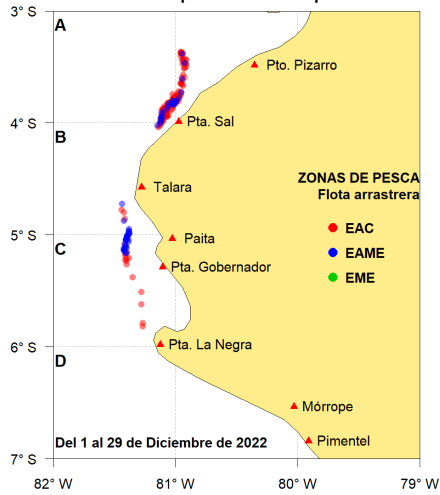 3° S
A
Pto. Pizarro
4° S
Pta. Sal
B
ZONAS DE PESCA
Talara
Flota arrastrera
EAC
5° S
Paita
C
EAME
Pta. Gobernador
EME
6° S
Pta. La Negra
D
Mórrope
Del 1 al 29 de Diciembre de 2022
Pimentel
7° S
82° W
81° W
80° W
79° W